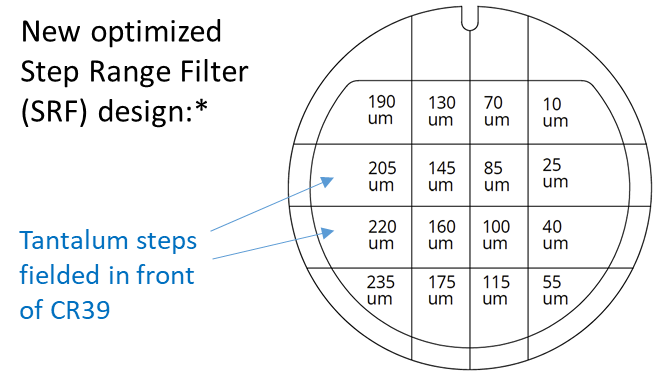 New optimized
Step Range Filter
(SRF) design:*
190 um 130 um 70 um 10 um
205 um 145 um 85 um 25 um
220 um 160 um 100 um 40 um
235 um 175 um 115 um 55 um
Tantalum steps
fielded in front
of CR39